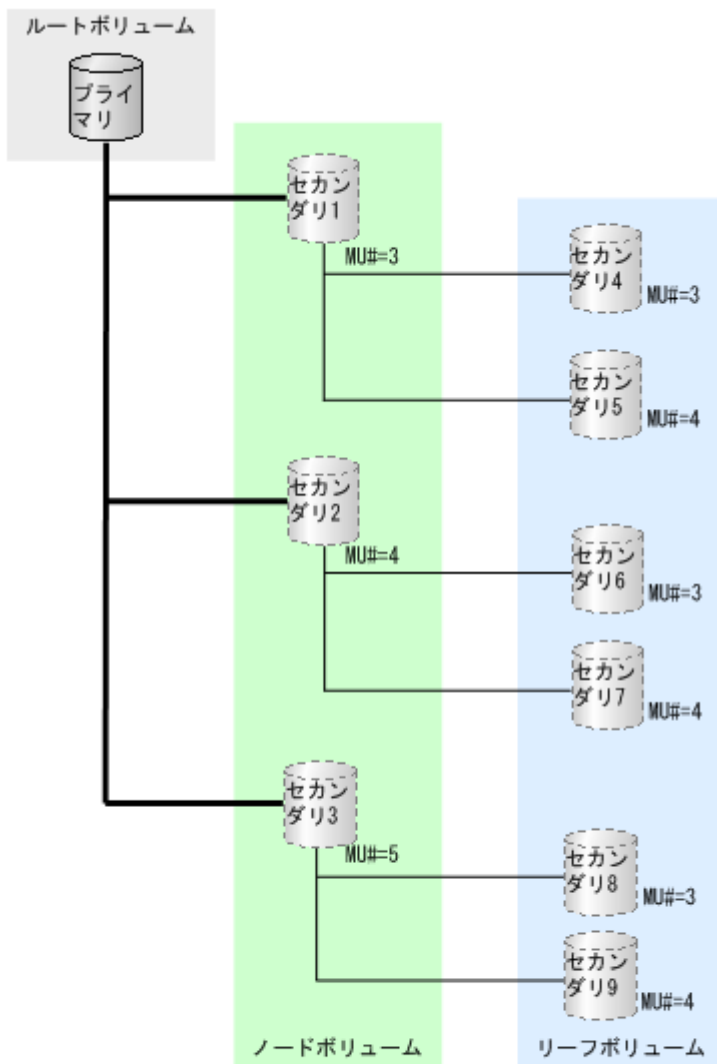 ルートボリューム
プライ
マリ
セカン
ダリ1
MU#=3
セカン
ダリ4
MU#=3
セカン
ダリ5
MU#=4
セカン
ダリ2
MU#=4
セカン
ダリ6
MU#=3
セカン
ダリ7
MU#=4
セカン
ダリ3
MU#=5
セカン
ダリ8
MU#=3
セカン
ダリ9
MU#=4
ノードボリューム
リーフボリューム